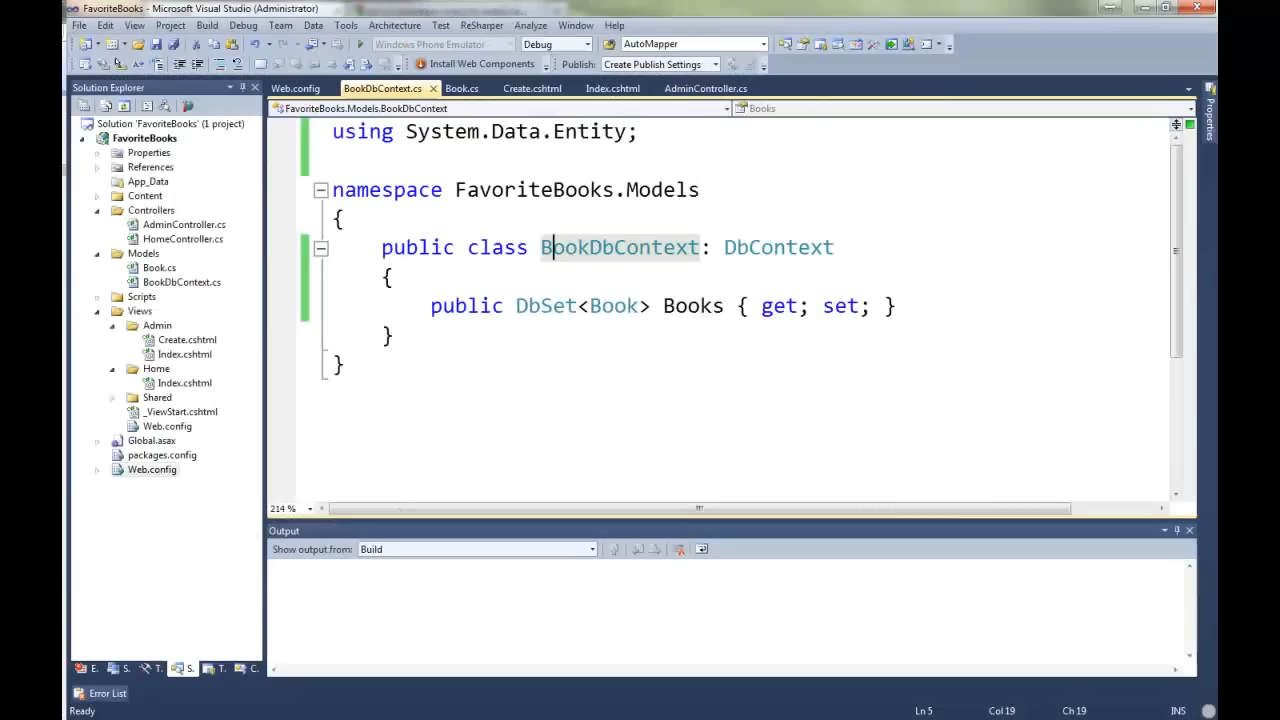 FavoriteBooks - Microsoft Visual Studio (Administrator)
File Edit View Project Build Debug Team Data Tools Architecture Test ReSharper Analyze Window Help
Windows Phone Emulator Debug AutoMapper
Install Web Components Publish: Create Publish Settings
Solution Explorer
Web.config BookDbContext.cs Book.cs Create.cshtml Index.cshtml AdminController.cs
FavoriteBooks.Models.BookDbContext Books
Properties
Solution 'FavoriteBooks' (1 project)
FavoriteBooks
Properties
References
App_Data
Content
Controllers
AdminController.cs
HomeController.cs
Models
Book.cs
BookDbContext.cs
Scripts
Views
Admin
Create.cshtml
Index.cshtml
Home
Index.cshtml
Shared
_ViewStart.cshtml
Web.config
Global.asax
packages.config
Web.config
using System.Data.Entity;
namespace FavoriteBooks.Models
{
public class BookDbContext: DbContext
{
public DbSet<Book> Books { get; set; }
}
}
214 %
Output
Show output from: Build
E. S. T. S. T. C.
Error List
Ready Ln 5 Col 19 Ch 19 INS